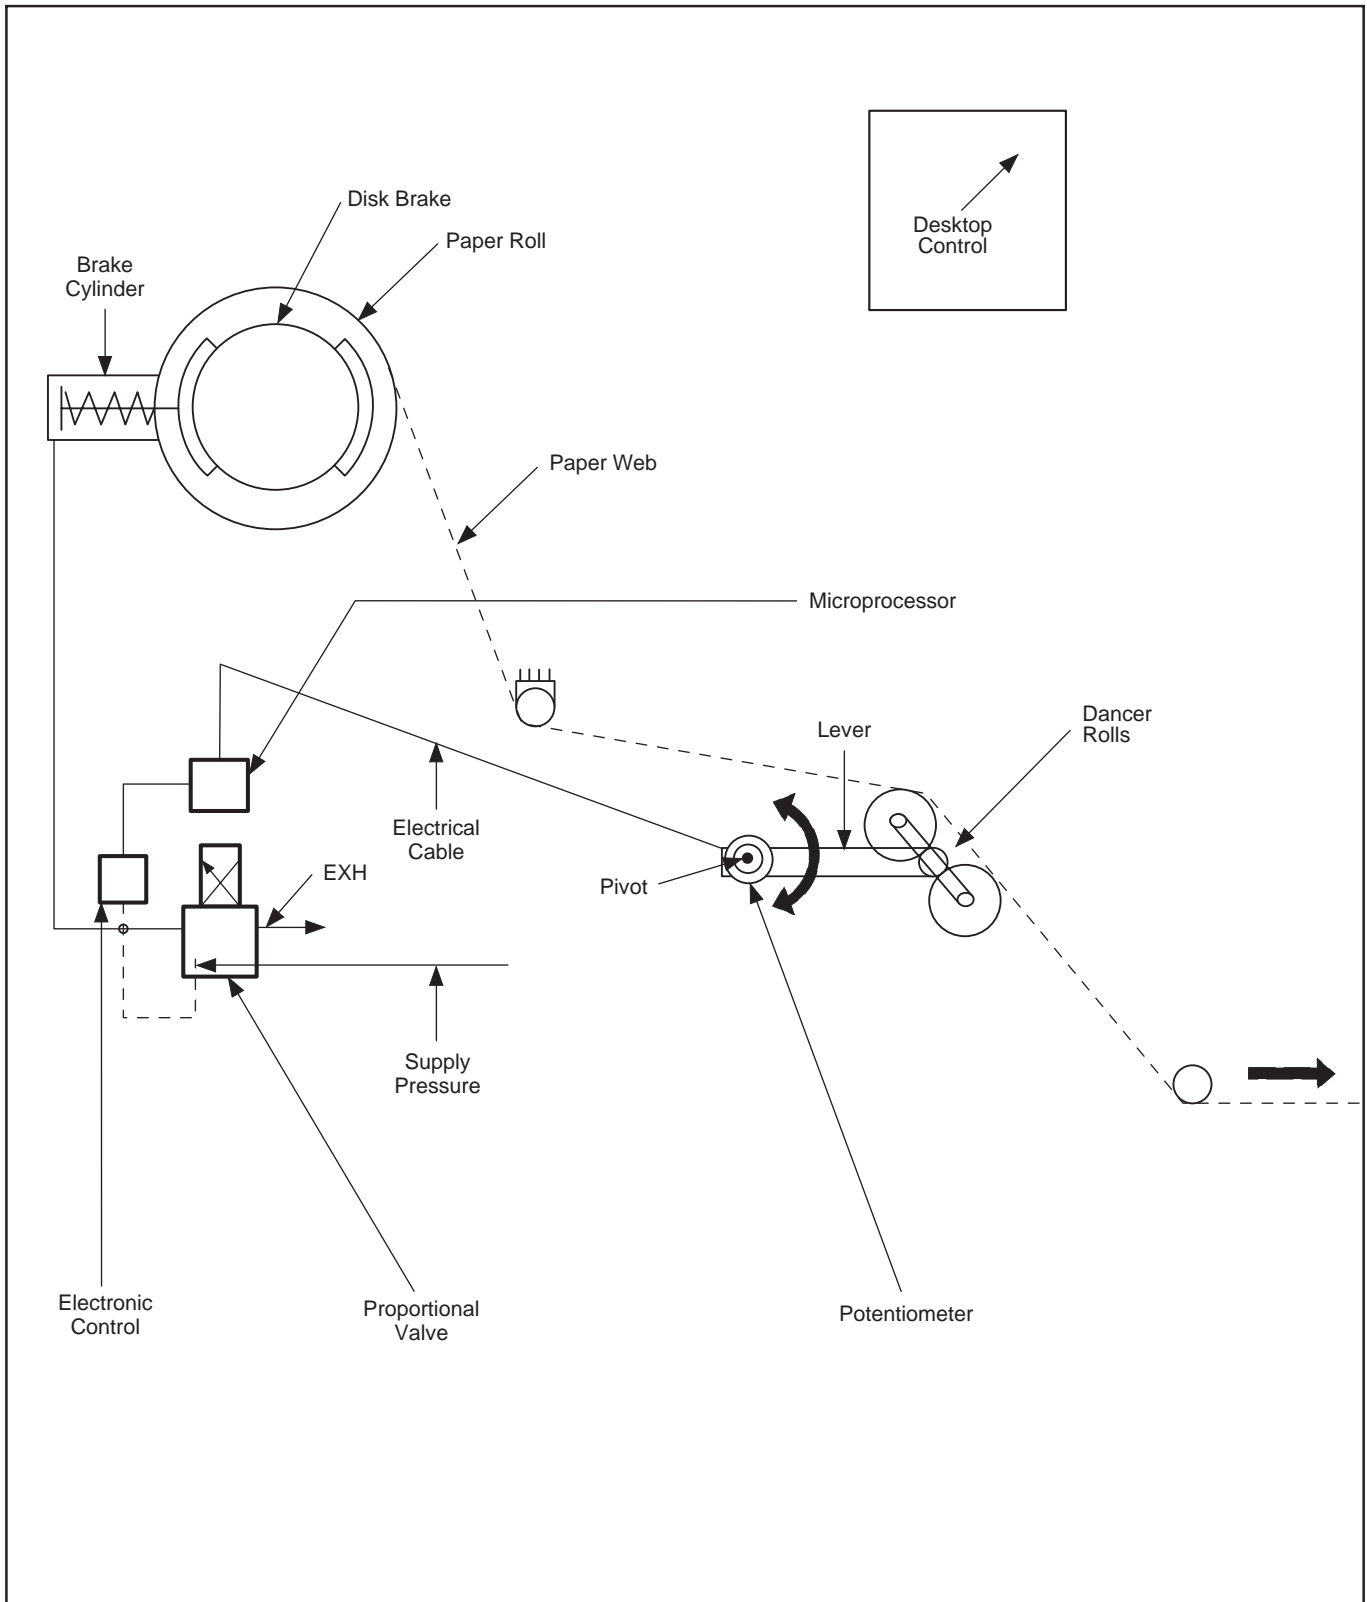 Desktop
Control
Disk Brake
Paper Roll
Brake
Cylinder
Paper Web
Microprocessor
Dancer
Rolls
Lever
Electrical
Cable
EXH
Pivot
Supply
Pressure
Electronic
Control
Proportional
Valve
Potentiometer